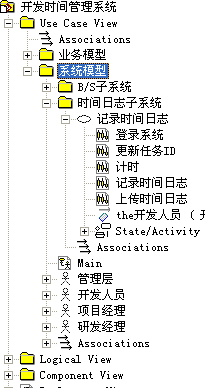 开发时间管理系统
Use Case View
Associations
业务模型
系统模型
B/S子系统
时间日志子系统
记录时间日志
登录系统
更新任务ID
计时
记录时间日志
上传时间日志
the开发人员 (
State/Activity
Associations
Main
管理层
开发人员
项目经理
研发经理
Associations
Logical View
Component View